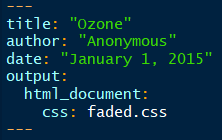 ---
title: "Ozone"
author: "Anonymous"
date: "January 1, 2015"
output:
  html_document:
    css: faded.css
---